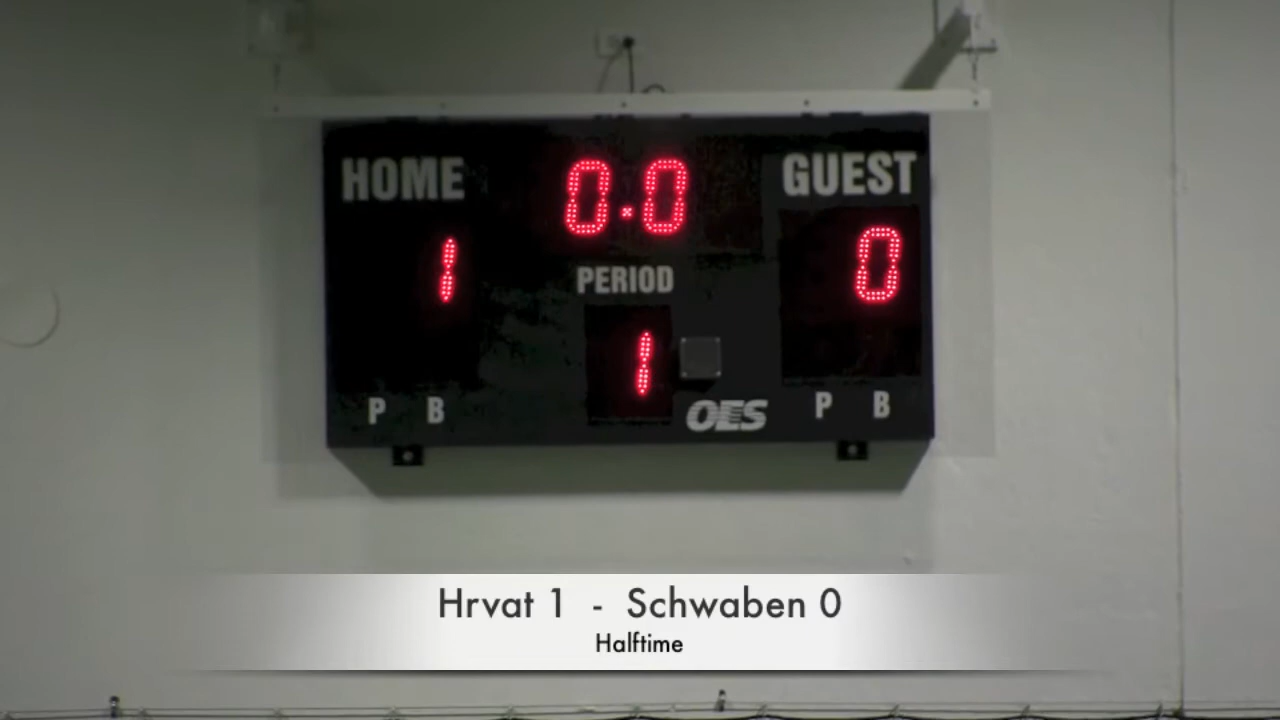 HOME 0.0 GUEST
1 0
PERIOD
1
P B OES P B
Hrvat 1 - Schwaben 0
Halftime